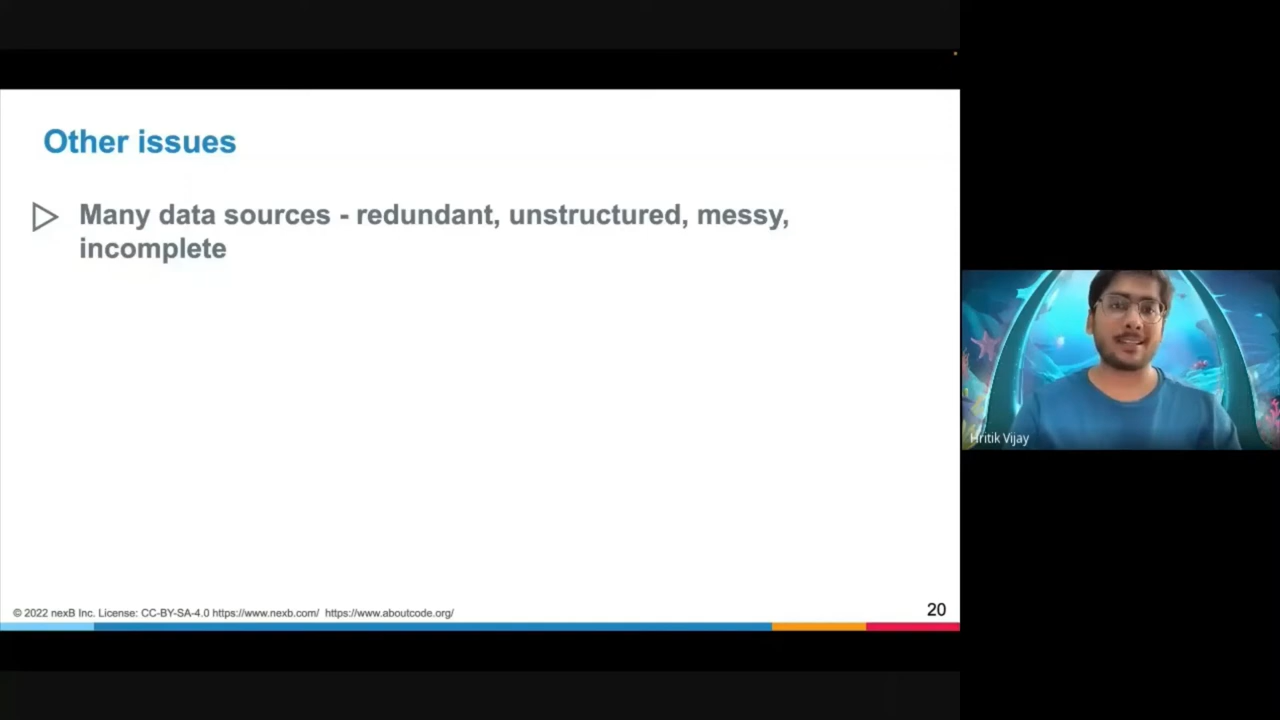 Other issues
Many data sources - redundant, unstructured, messy,
incomplete
© 2022 nexB Inc. License: CC-BY-SA-4.0 https://www.nexb.com/ https://www.aboutcode.org/
20
Hritik Vijay